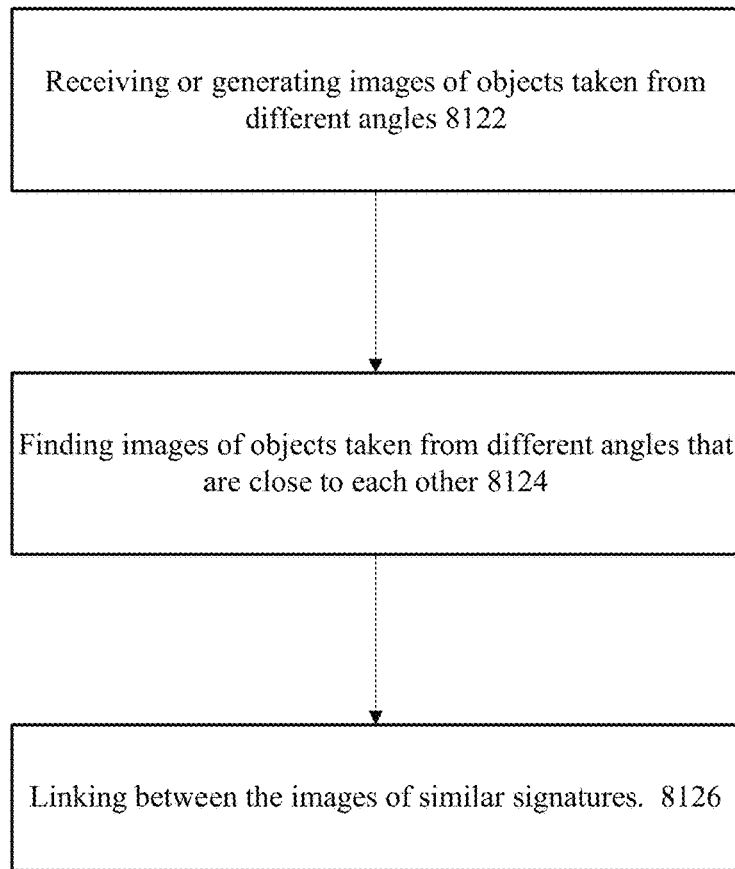 Receiving or generating images of objects taken from
different angles 8122
Finding images of objects taken from different angles that
are close to each other 8124
Linking between the images of similar signatures. 8126